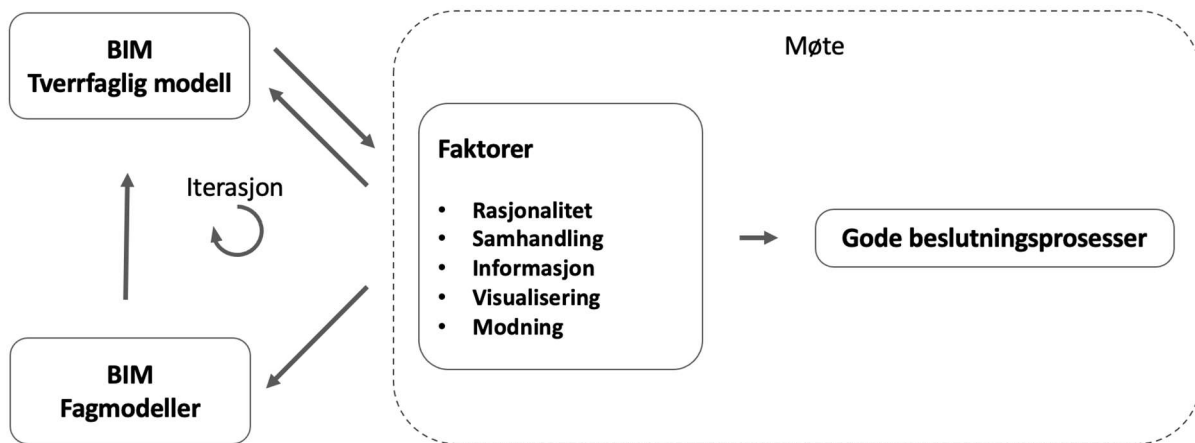 BIM
Tverrfaglig modell
Møte
Faktorer
Iterasjon
• Rasjonalitet
• Samhandling
• Informasjon
• Visualisering
• Modning
Gode beslutningsprosesser
BIM
Fagmodeller